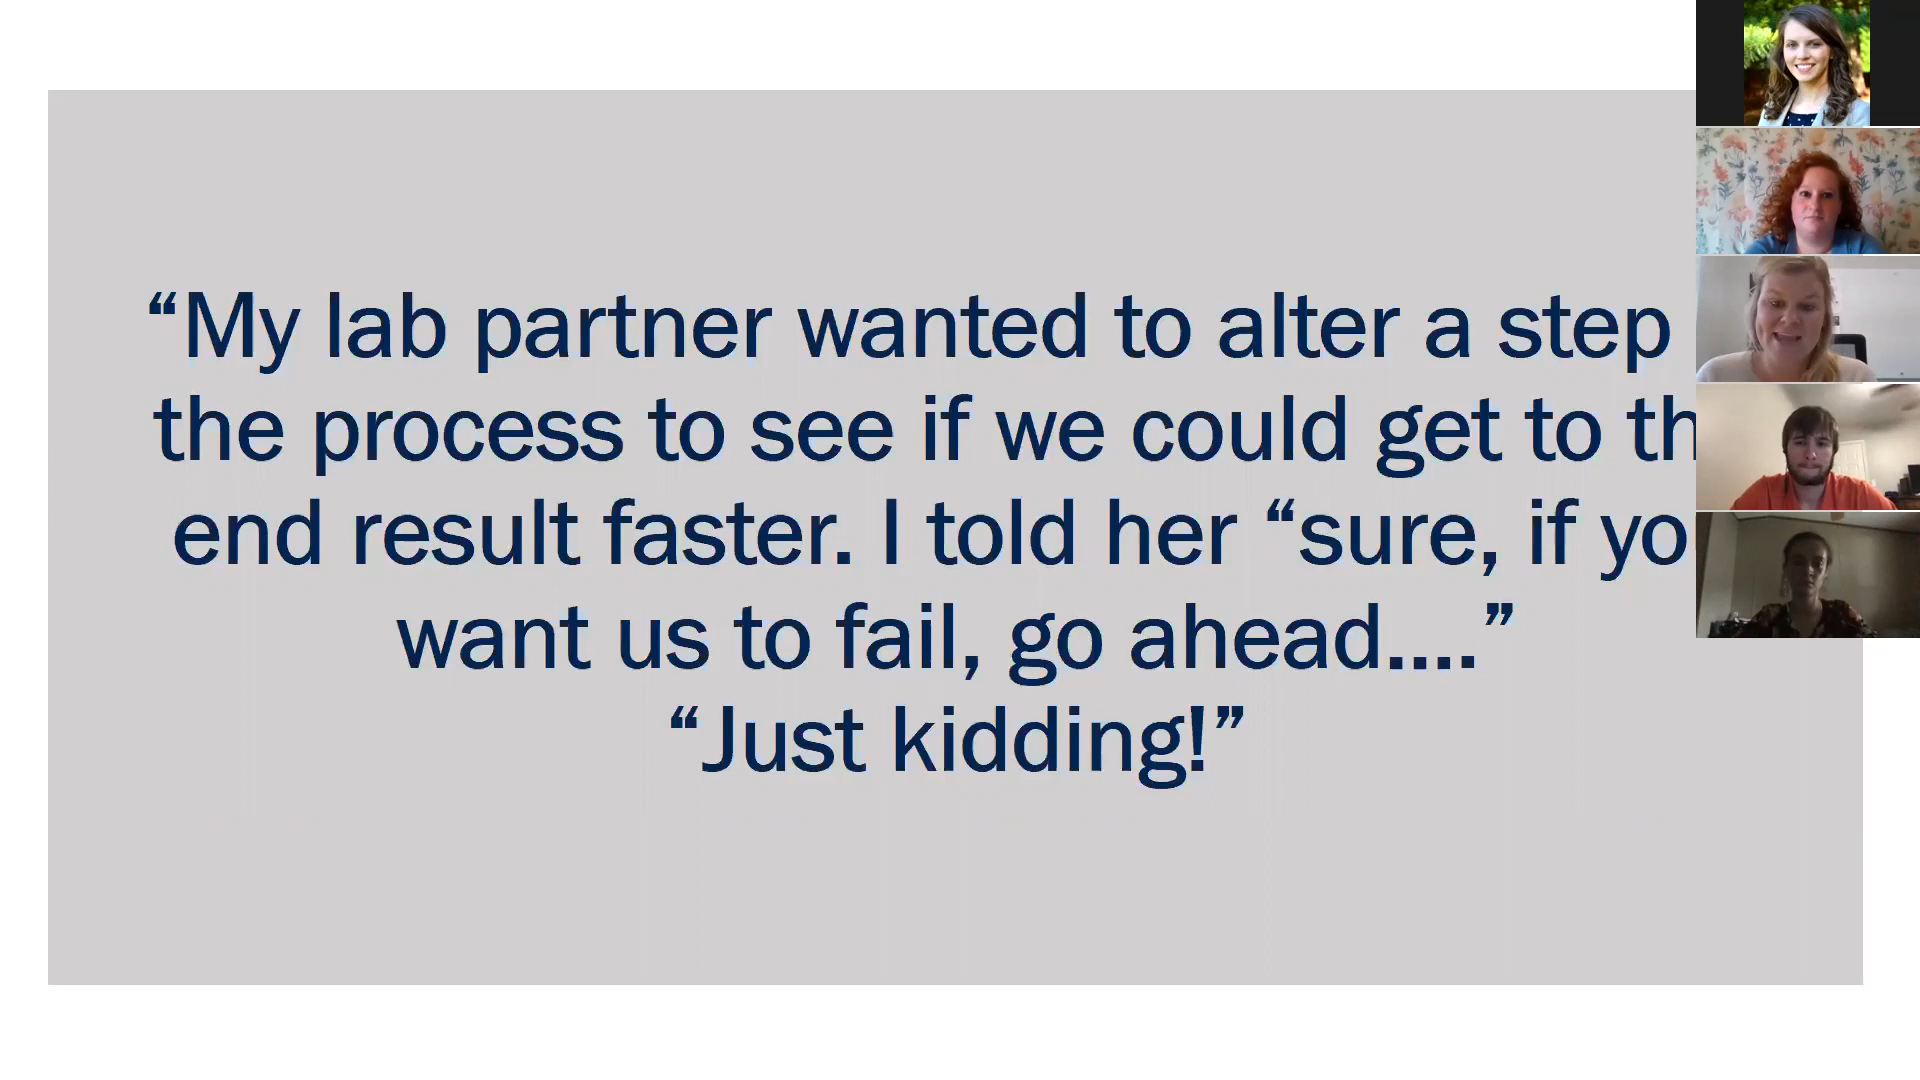 “My lab partner wanted to alter a step
the process to see if we could get to th
end result faster. I told her “sure, if yo
want us to fail, go ahead....”
“Just kidding!”